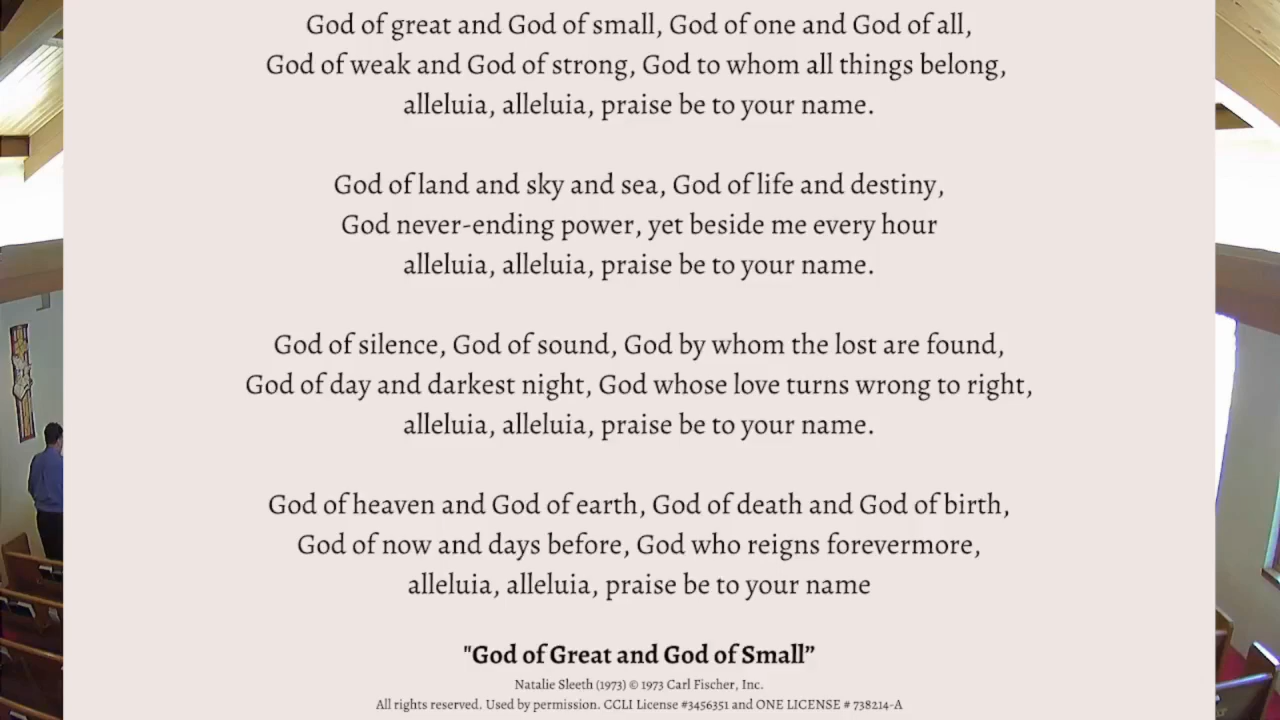 God of great and God of small, God of one and God of all,
God of weak and God of strong, God to whom all things belong,
alleluia, alleluia, praise be to your name.
God of land and sky and sea, God of life and destiny,
God never-ending power, yet beside me every hour
alleluia, alleluia, praise be to your name.
God of silence, God of sound, God by whom the lost are found,
God of day and darkest night, God whose love turns wrong to right,
alleluia, alleluia, praise be to your name.
God of heaven and God of earth, God of death and God of birth,
God of now and days before, God who reigns forevermore,
alleluia, alleluia, praise be to your name
"God of Great and God of Small”
Natalie Sleeth (1973) © 1973 Carl Fischer, Inc.
All rights reserved. Used by permission. CCLI License #3456351 and ONE LICENSE # 738214-A